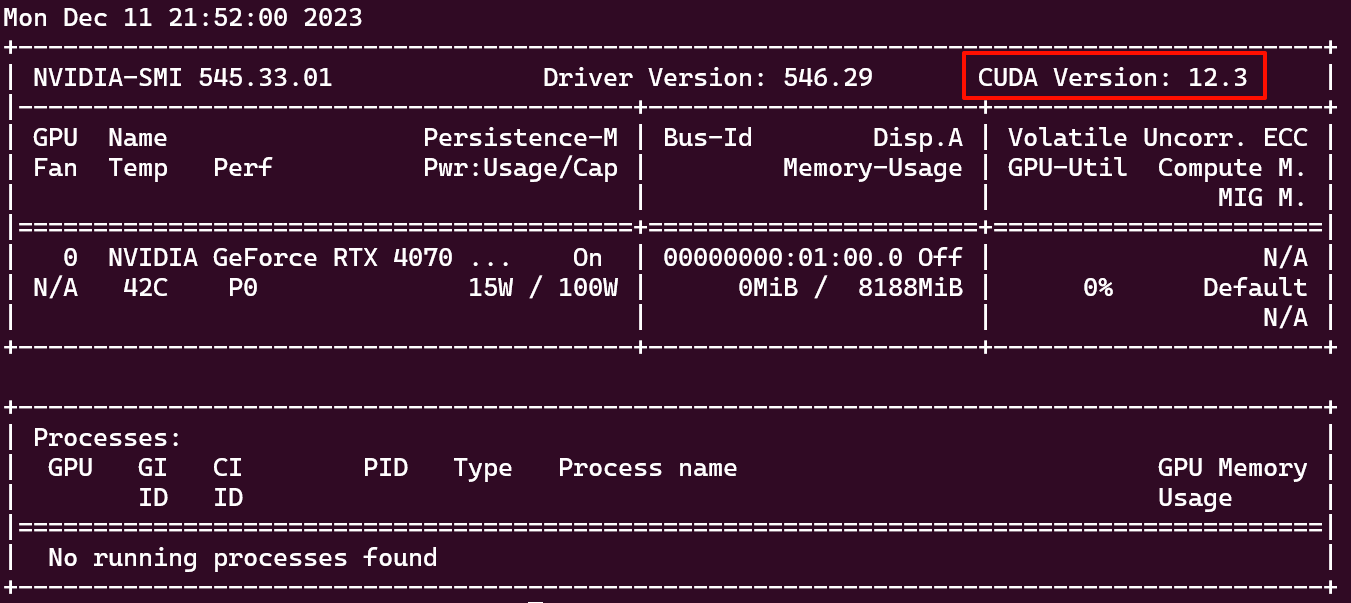 Mon Dec 11 21:52:00 2023
+---------------------------------------------------------------------------------------+
| NVIDIA-SMI 545.33.01              Driver Version: 546.29       CUDA Version: 12.3     |
|-----------------------------------------+----------------------+----------------------+
| GPU  Name                 Persistence-M | Bus-Id        Disp.A | Volatile Uncorr. ECC |
| Fan  Temp   Perf          Pwr:Usage/Cap |         Memory-Usage | GPU-Util  Compute M. |
|                                         |                      |               MIG M. |
|=========================================+======================+======================|
|   0  NVIDIA GeForce RTX 4070 ...    On  | 00000000:01:00.0 Off |                  N/A |
| N/A   42C    P0              15W / 100W |      0MiB /  8188MiB |      0%      Default |
|                                         |                      |                  N/A |
+-----------------------------------------+----------------------+----------------------+
+---------------------------------------------------------------------------------------+
| Processes:                                                                            |
|  GPU   GI   CI        PID   Type   Process name                            GPU Memory |
|        ID   ID                                                             Usage      |
|=======================================================================================|
|  No running processes found                                                           |
+---------------------------------------------------------------------------------------+